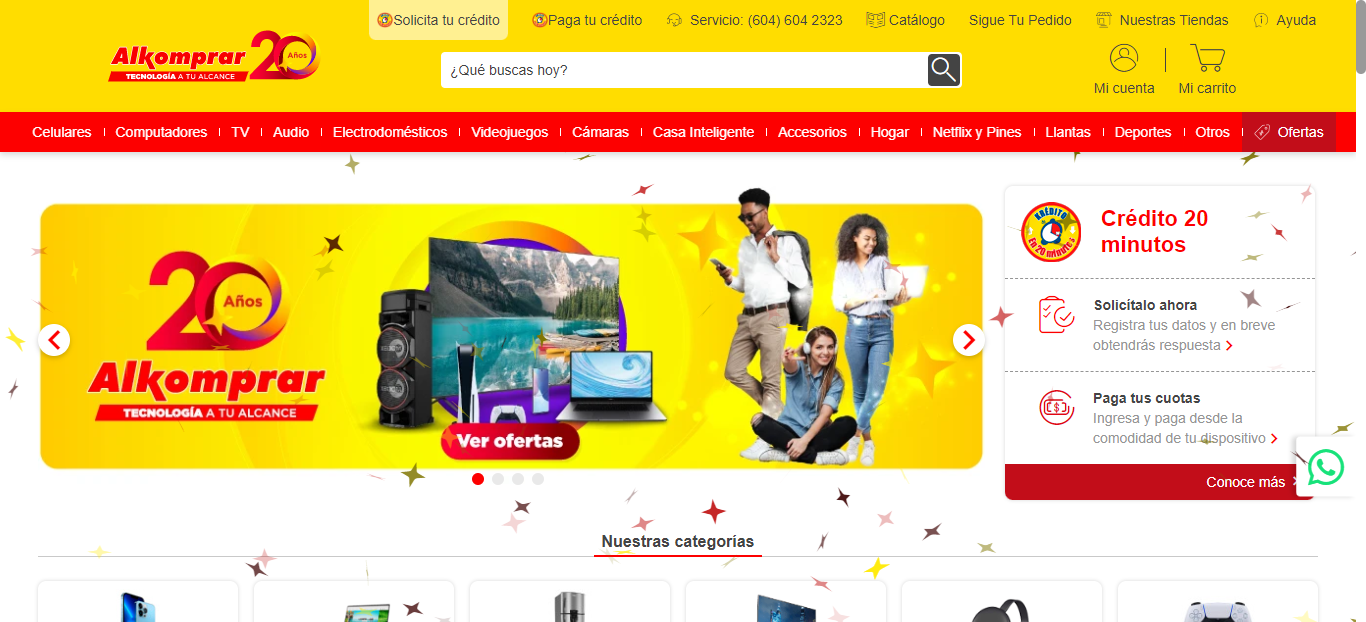 Solicita tu crédito
Paga tu crédito
Servicio: (604) 604 2323
Catálogo
Sigue Tu Pedido
Nuestras Tiendas
Ayuda
Alkomprar 20 Años
TECNOLOGÍA A TU ALCANCE
¿Qué buscas hoy?
Mi cuenta
Mi carrito
Celulares
Computadores
TV
Audio
Electrodomésticos
Videojuegos
Cámaras
Casa Inteligente
Accesorios
Hogar
Netflix y Pines
Llantas
Deportes
Otros
Ofertas
20 Años
Alkomprar
TECNOLOGÍA A TU ALCANCE
Ver ofertas
KRÉDITO
En 20 minutos
Crédito 20
minutos
Solicítalo ahora
Registra tus datos y en breve
obtendrás respuesta
Paga tus cuotas
Ingresa y paga desde la
comodidad de tu dispositivo
Conoce más
Nuestras categorías